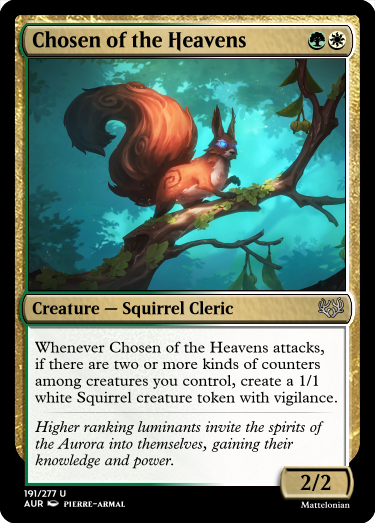 Chosen of the Heavens
Creature — Squirrel Cleric
Whenever Chosen of the Heavens attacks,
if there are two or more kinds of counters
among creatures you control, create a 1/1
white Squirrel creature token with vigilance.
Higher ranking luminants invite the spirits of
the Aurora into themselves, gaining their
knowledge and power.
2/2
191/277 U
AUR PIERRE-ARMAL
Mattelonian